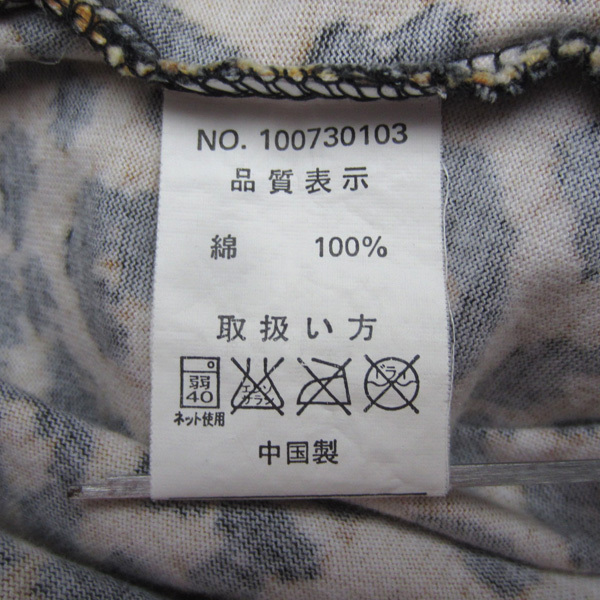 NO. 100730103
品質表示
綿 100%
取扱い方
弱 エンソ サラシ ドライ
40
ネット使用
中国製